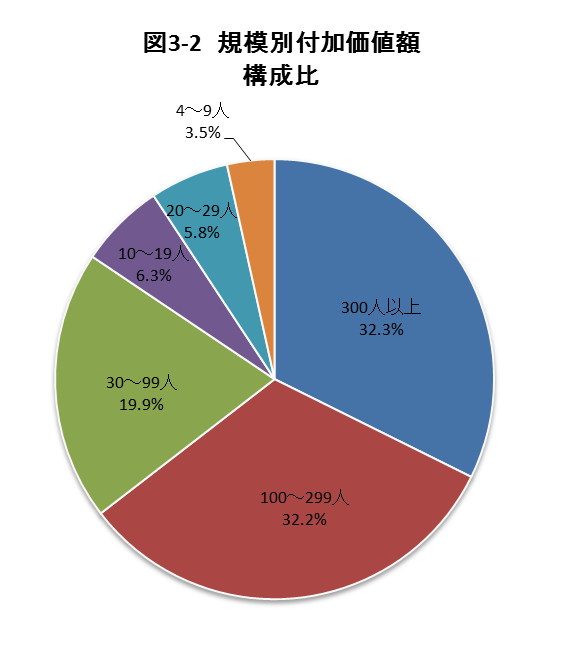 図3-2 規模別付加価値額
構成比
4～9人
3.5%
20～29人
5.8%
10～19人
6.3%
300人以上
32.3%
30～99人
19.9%
100～299人
32.2%